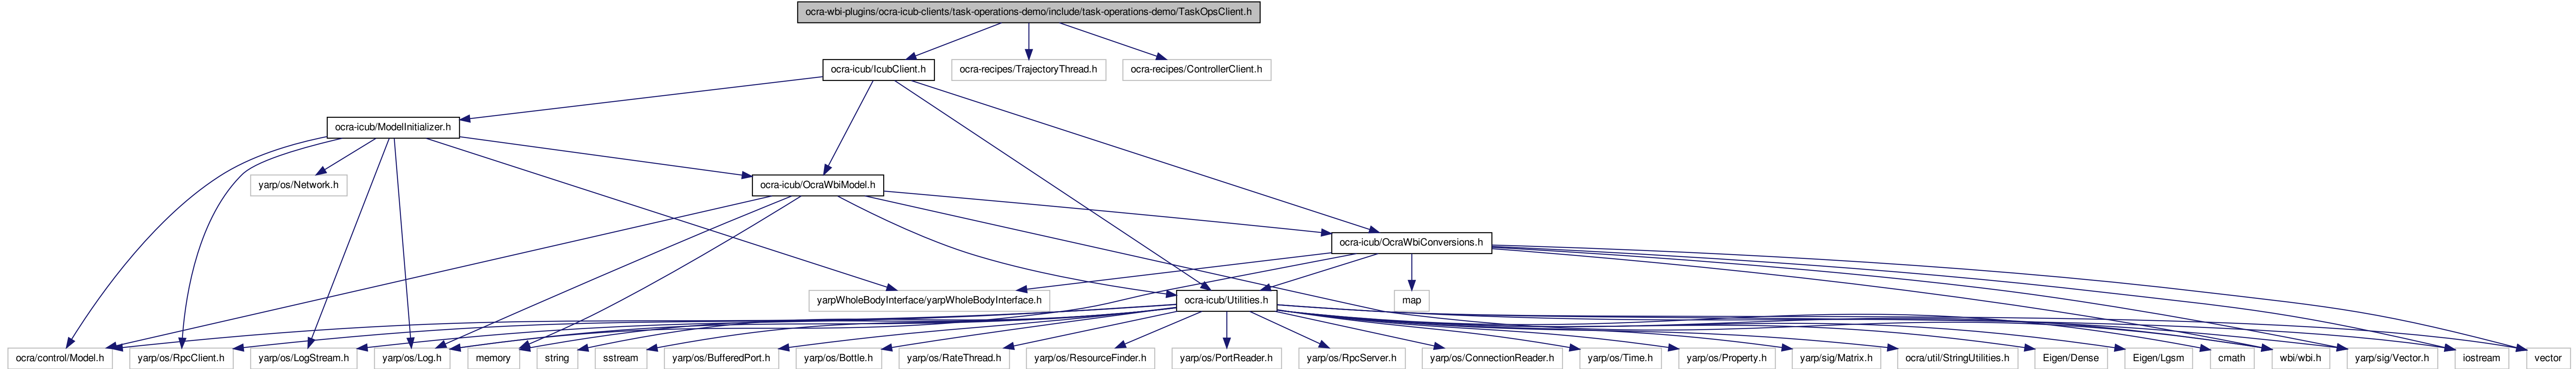 ocra-wbi-plugins/ocra-icub-clients/task-operations-demo/include/task-operations-demo/TaskOpsClient.h
ocra-icub/IcubClient.h
ocra-recipes/TrajectoryThread.h
ocra-recipes/ControllerClient.h
ocra-icub/ModelInitializer.h
yarp/os/Network.h
ocra-icub/OcraWbiModel.h
ocra-icub/OcraWbiConversions.h
yarpWholeBodyInterface/yarpWholeBodyInterface.h
ocra-icub/Utilities.h
map
ocra/control/Model.h
yarp/os/RpcClient.h
yarp/os/LogStream.h
yarp/os/Log.h
memory
string
sstream
yarp/os/BufferedPort.h
yarp/os/Bottle.h
yarp/os/RateThread.h
yarp/os/ResourceFinder.h
yarp/os/PortReader.h
yarp/os/RpcServer.h
yarp/os/ConnectionReader.h
yarp/os/Time.h
yarp/os/Property.h
yarp/sig/Matrix.h
ocra/util/StringUtilities.h
Eigen/Dense
Eigen/Lgsm
cmath
wbi/wbi.h
yarp/sig/Vector.h
iostream
vector